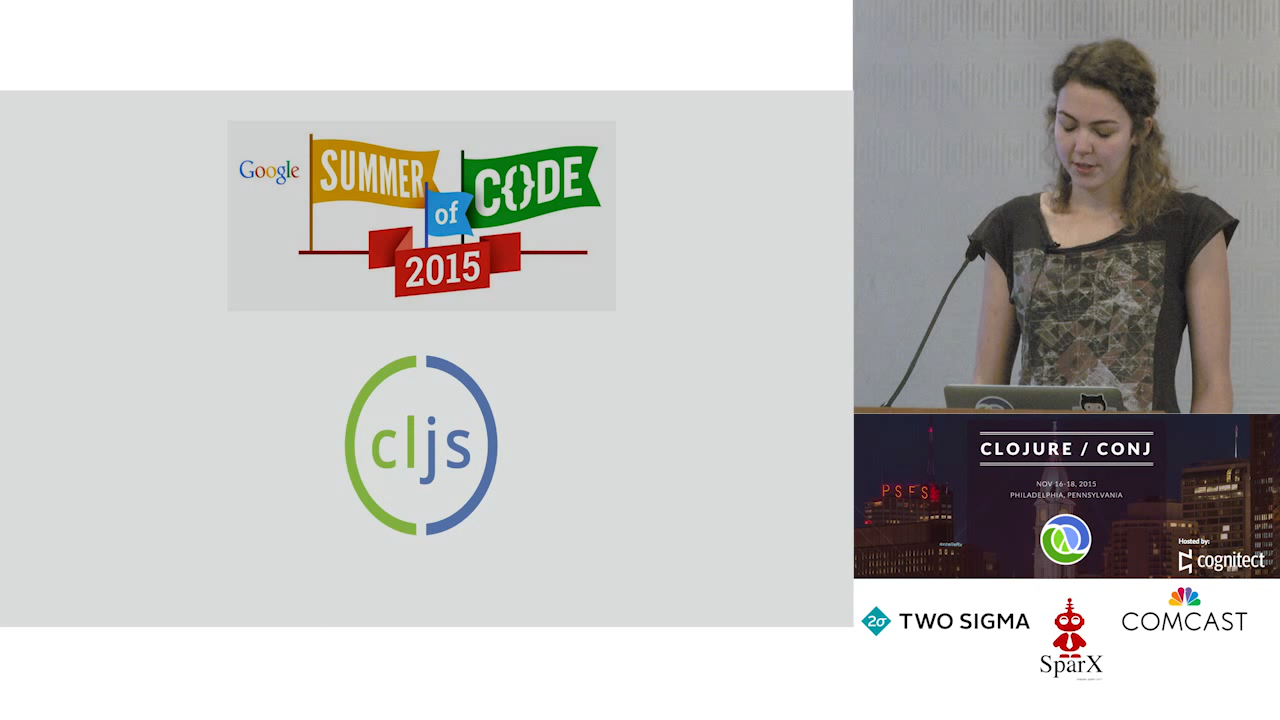 Google SUMMER of CODE
2015
cljs
CLOJURE / CONJ
NOV 16-18, 2015
PHILADELPHIA, PENNSYLVANIA
PSFS
Hosted by:
cognitect
2σ TWO SIGMA
SparX
COMCAST